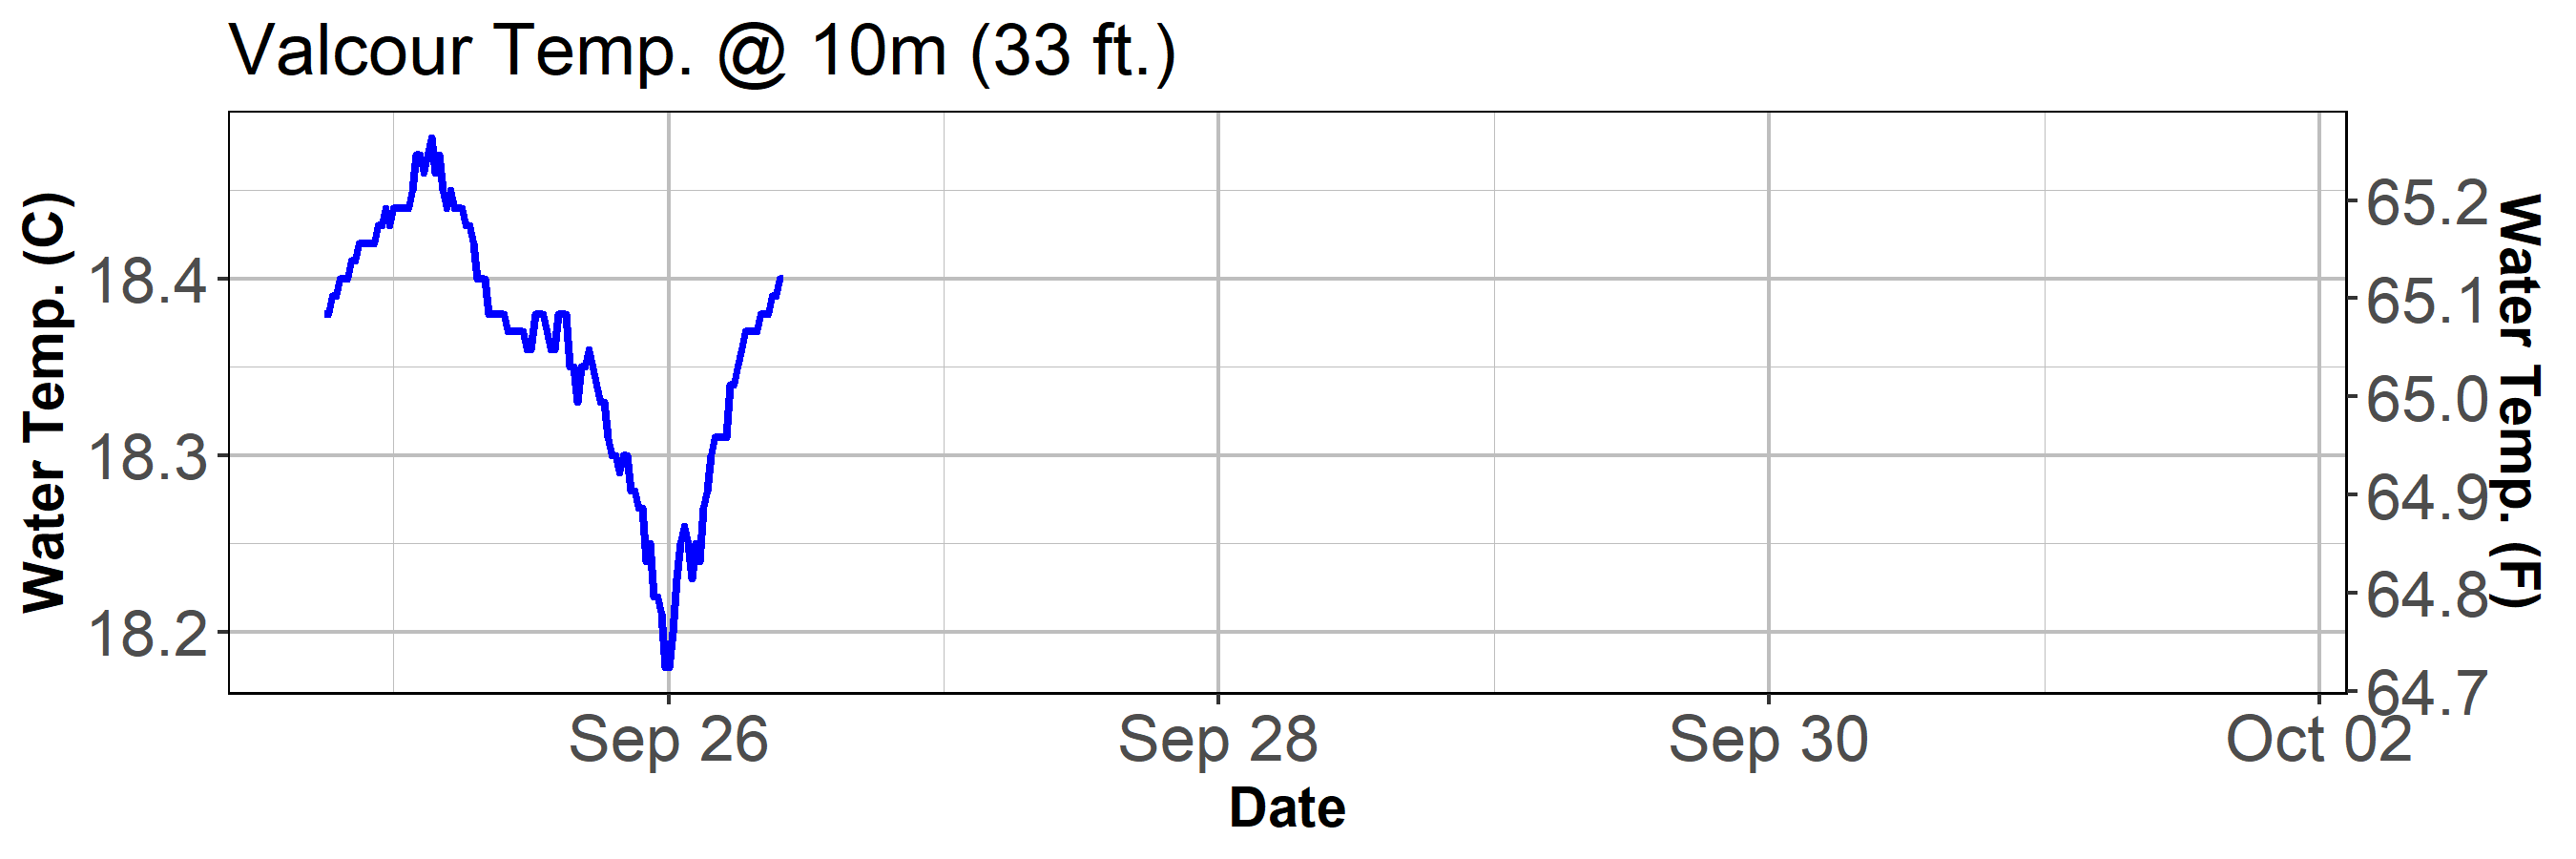 Valcour Temp. @ 10m (33 ft.)
Water Temp. (C)
18.4
18.3
18.2
65.2
65.1
65.0
64.9
64.8
64.7
Water Temp. (F)
Sep 26
Sep 28
Sep 30
Oct 02
Date